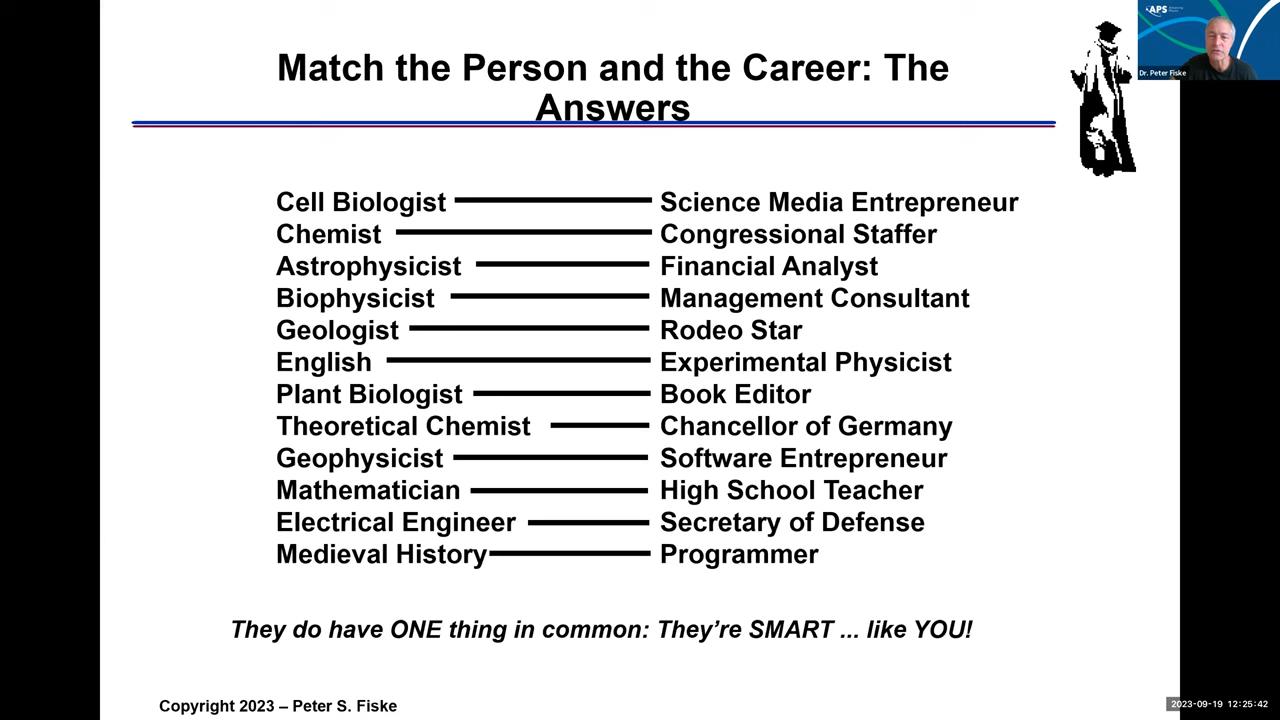 Match the Person and the Career: The
Answers
APS
Dr. Peter Fiske
Cell Biologist Science Media Entrepreneur
Chemist Congressional Staffer
Astrophysicist Financial Analyst
Biophysicist Management Consultant
Geologist Rodeo Star
English Experimental Physicist
Plant Biologist Book Editor
Theoretical Chemist Chancellor of Germany
Geophysicist Software Entrepreneur
Mathematician High School Teacher
Electrical Engineer Secretary of Defense
Medieval History Programmer
They do have ONE thing in common: They’re SMART ... like YOU!
Copyright 2023 – Peter S. Fiske
2023-09-19 12:25:42